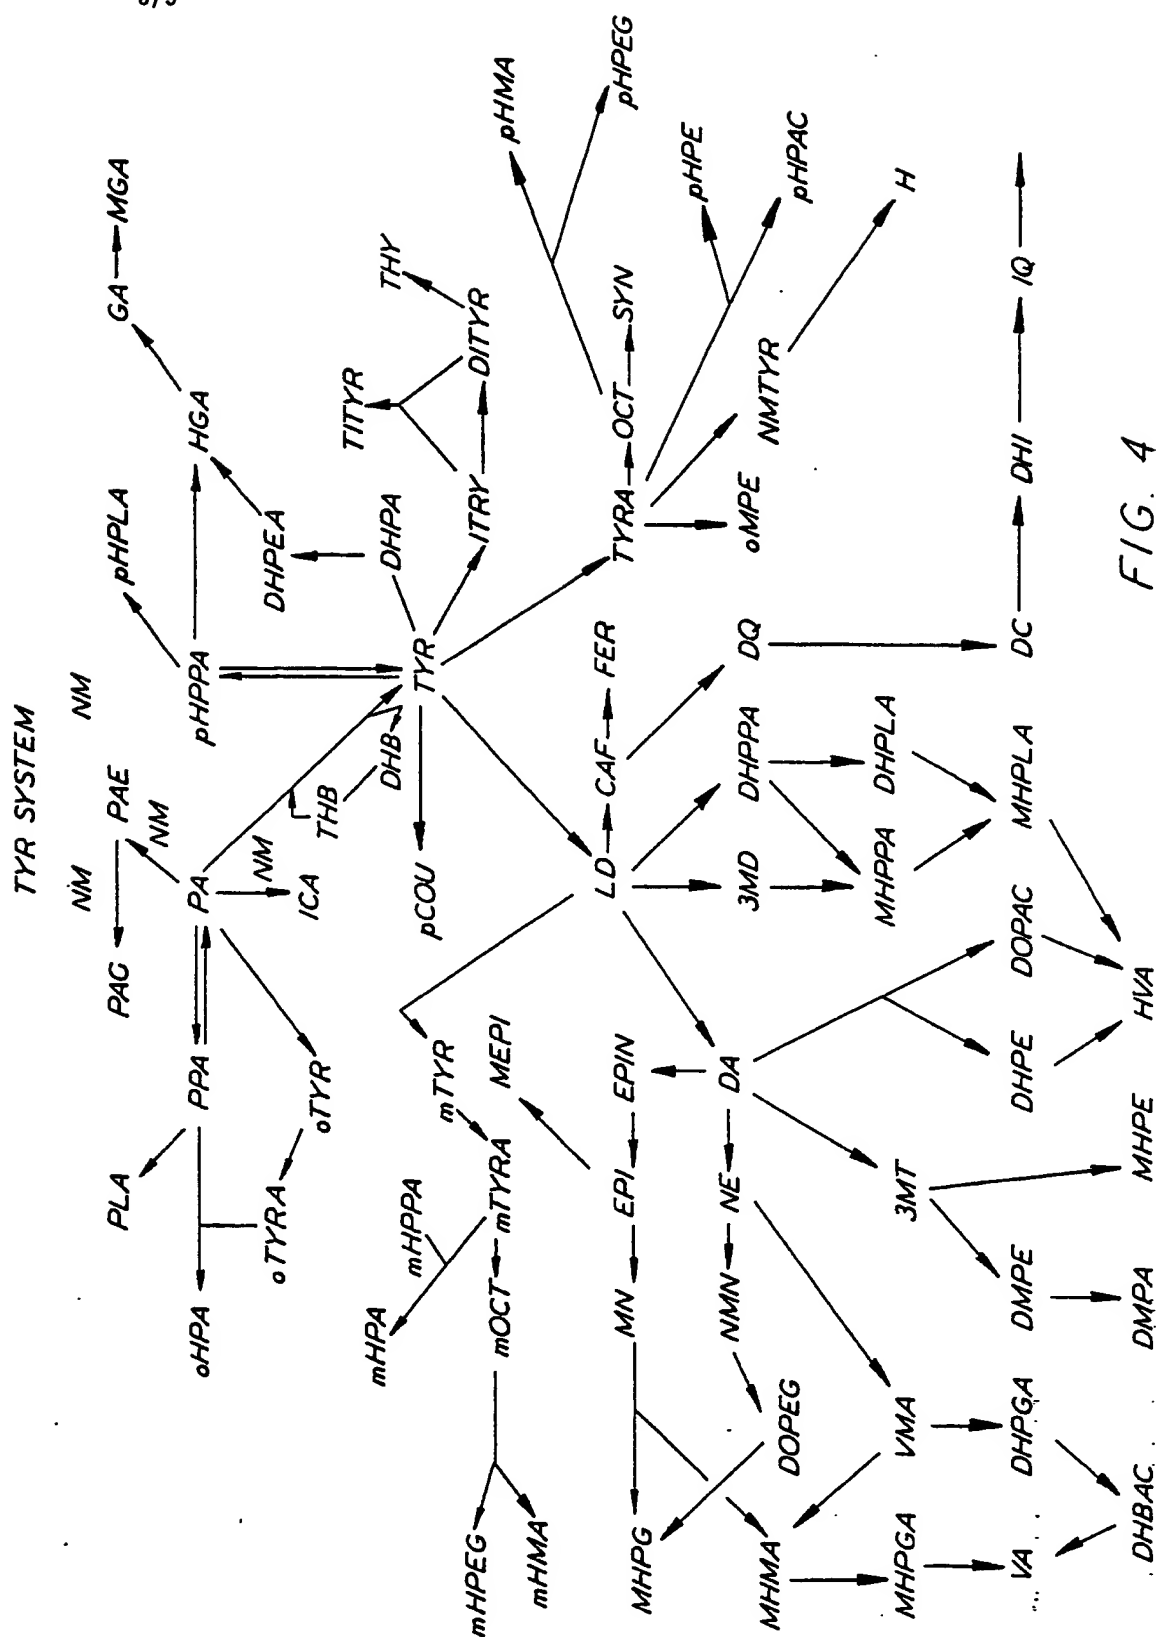 TYR SYSTEM
oHPA
PLA
PPA
PAC
NM
PAE
NM
NM
PA
NM
ICA
pHPPA
pHPLA
HGA
GA
MGA
oTYRA
oTYR
THB
DHB
DHPEA
DHPA
TITYR
THY
DITYR
ITRY
mHPA
mHPPA
mTYR
pCOU
TYR
mHPEG
mHMA
mOCT
mTYRA
MEPI
pHMA
pHPEG
MHPG
MN
EPI
EPIN
LD
CAF
FER
TYRA
OCT
SYN
MHMA
DOPEG
NMN
NE
DA
3MD
DHPPA
DQ
oMPE
NMTYR
pHPE
pHPAC
MHPGA
VMA
3MT
MHPPA
DHPLA
H
VA
DHPGA
DMPE
DHPE
DOPAC
MHPLA
DC
DHI
IQ
DHBAC
DMPA
MHPE
HVA
FIG. 4